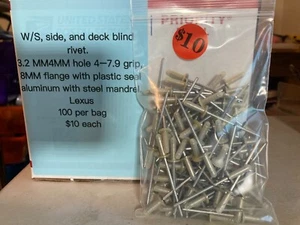 W/S, side, and deck blind
rivet.
3.2 MM4MM hole 4–7.9 grip,
8MM flange with plastic seal
aluminum with steel mandrel
Lexus
100 per bag
$10 each
PRIORITY
$10